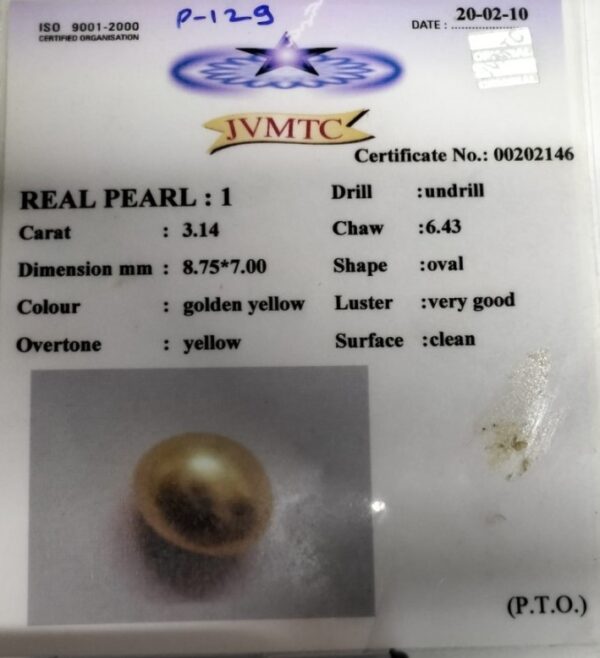 P-129
ISO 9001-2000
CERTIFIED ORGANISATION
DATE : 20-02-10
JVMTC
Certificate No.: 00202146
REAL PEARL : 1
Drill :undrill
Carat : 3.14
Chaw :6.43
Dimension mm : 8.75*7.00
Shape :oval
Colour : golden yellow
Luster :very good
Overtone : yellow
Surface :clean
(P.T.O.)